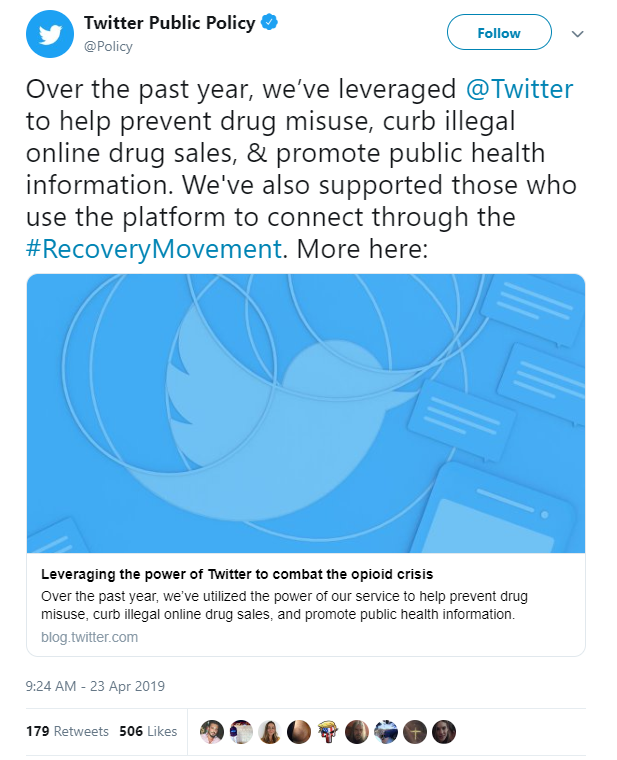 Twitter Public Policy
@Policy
Follow
Over the past year, we’ve leveraged @Twitter
to help prevent drug misuse, curb illegal
online drug sales, & promote public health
information. We've also supported those who
use the platform to connect through the
#RecoveryMovement. More here:
Leveraging the power of Twitter to combat the opioid crisis
Over the past year, we’ve utilized the power of our service to help prevent drug
misuse, curb illegal online drug sales, and promote public health information.
blog.twitter.com
9:24 AM - 23 Apr 2019
179 Retweets 506 Likes